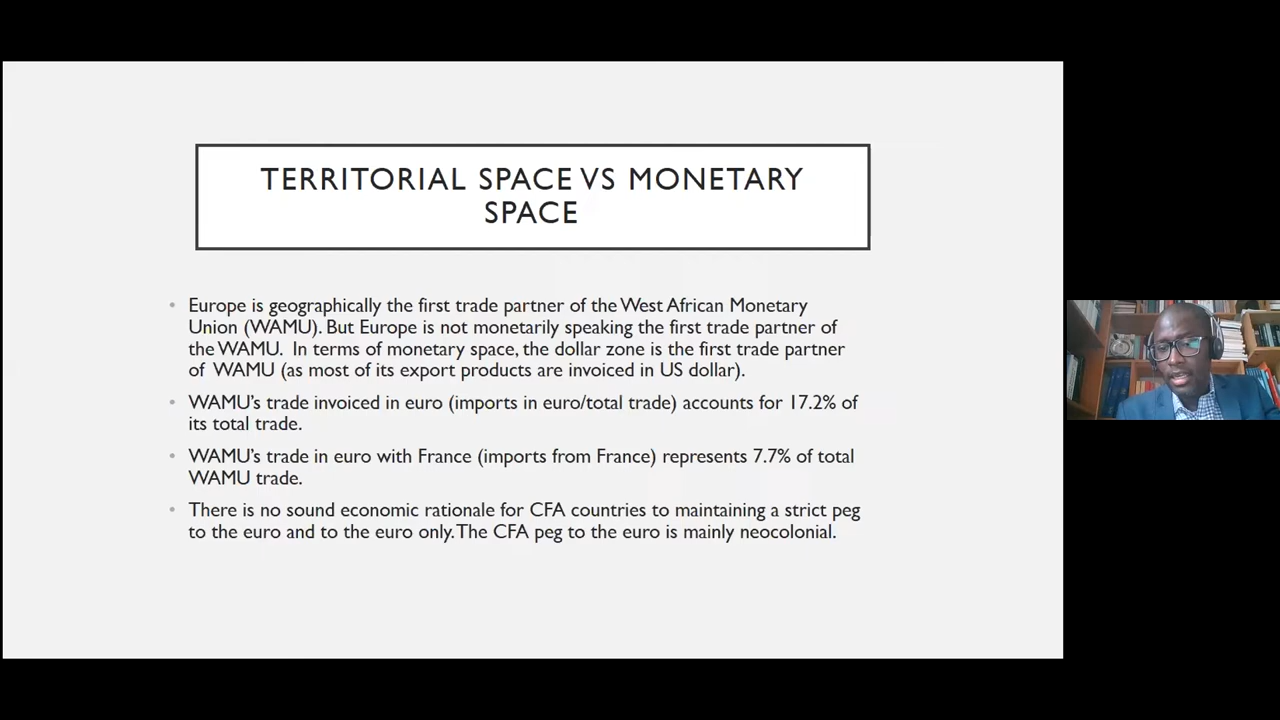 TERRITORIAL SPACE VS MONETARY
SPACE
• Europe is geographically the first trade partner of the West African Monetary
Union (WAMU). But Europe is not monetarily speaking the first trade partner of
the WAMU. In terms of monetary space, the dollar zone is the first trade partner
of WAMU (as most of its export products are invoiced in US dollar).
• WAMU's trade invoiced in euro (imports in euro/total trade) accounts for 17.2% of
its total trade.
• WAMU's trade in euro with France (imports from France) represents 7.7% of total
WAMU trade.
• There is no sound economic rationale for CFA countries to maintaining a strict peg
to the euro and to the euro only. The CFA peg to the euro is mainly neocolonial.